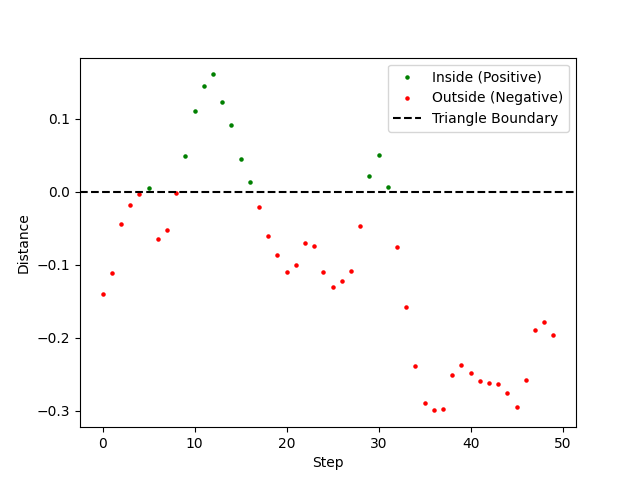 Inside (Positive)
Outside (Negative)
Triangle Boundary
0.1
0.0
−0.1
−0.2
−0.3
Distance
0 10 20 30 40 50
Step